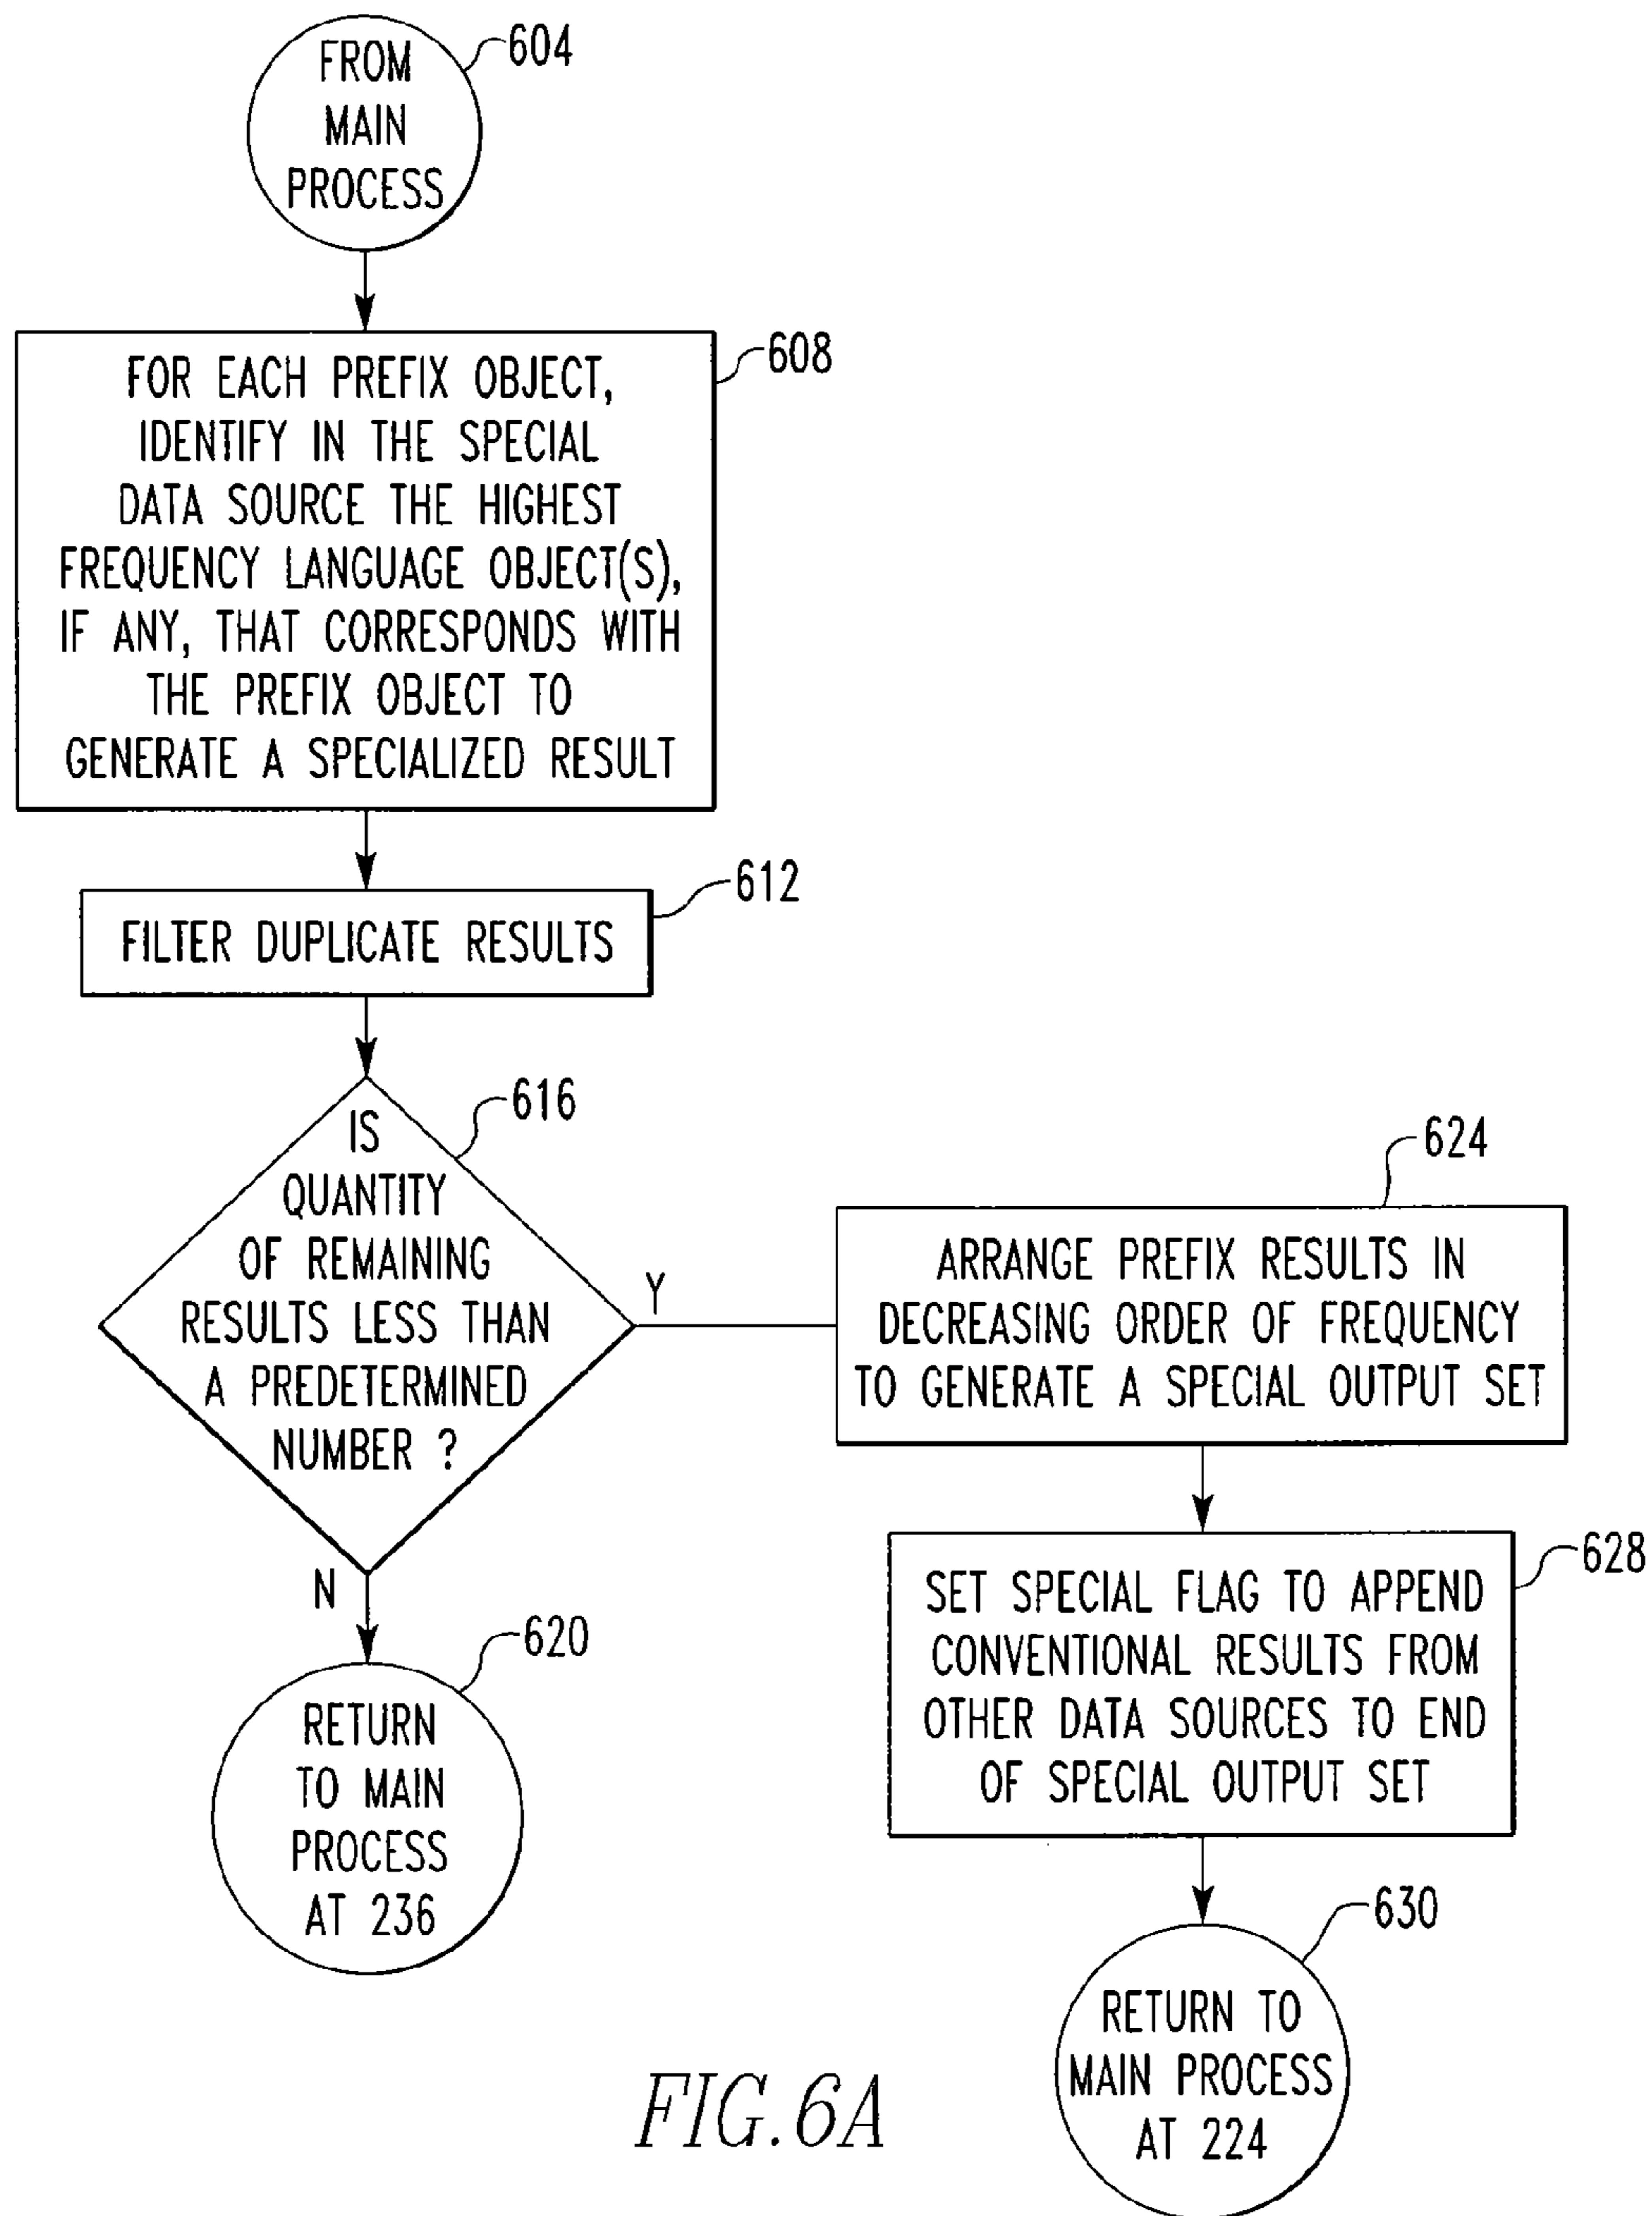 FROM
MAIN
PROCESS
604
FOR EACH PREFIX OBJECT,
IDENTIFY IN THE SPECIAL
DATA SOURCE THE HIGHEST
FREQUENCY LANGUAGE OBJECT(S),
IF ANY, THAT CORRESPONDS WITH
THE PREFIX OBJECT TO
GENERATE A SPECIALIZED RESULT
608
FILTER DUPLICATE RESULTS
612
IS
QUANTITY
OF REMAINING
RESULTS LESS THAN
A PREDETERMINED
NUMBER ?
616
Y
N
RETURN
TO MAIN
PROCESS
AT 236
620
ARRANGE PREFIX RESULTS IN
DECREASING ORDER OF FREQUENCY
TO GENERATE A SPECIAL OUTPUT SET
624
SET SPECIAL FLAG TO APPEND
CONVENTIONAL RESULTS FROM
OTHER DATA SOURCES TO END
OF SPECIAL OUTPUT SET
628
RETURN TO
MAIN PROCESS
AT 224
630
FIG.6A